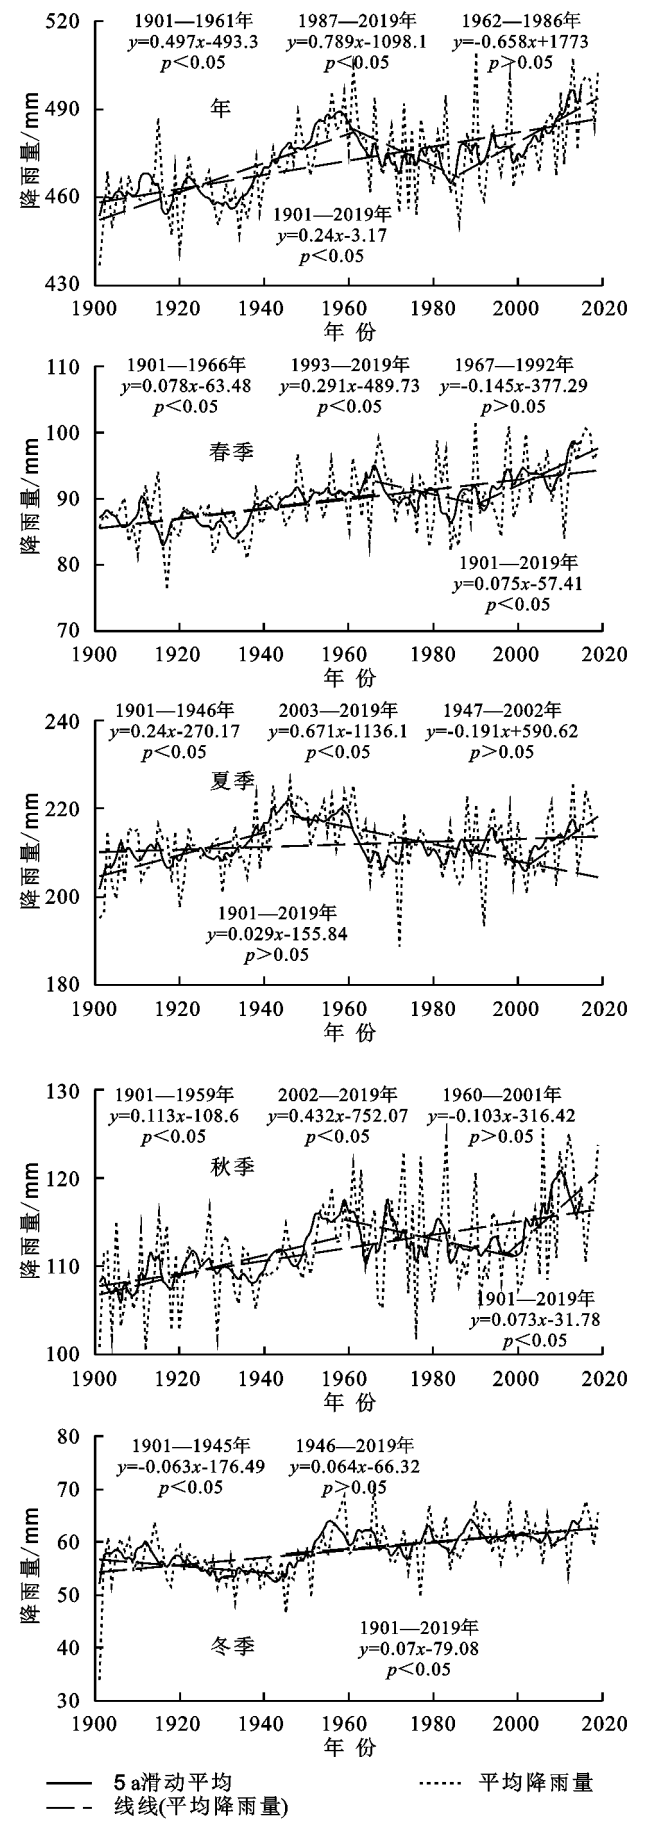 520
1901—1961年 1987—2019年 1962—1986年
y=0.497x-493.3 y=0.789x-1098.1 y=-0.658x+1773
p<0.05 p<0.05 p>0.05
年
490
460
430
降雨量/mm
1901—2019年
y=0.24x-3.17
p<0.05
1900 1920 1940 1960 1980 2000 2020
年 份
110
1901—1966年 1993—2019年 1967—1992年
y=0.078x-63.48 y=0.291x-489.73 y=-0.145x-377.29
p<0.05 p<0.05 p>0.05
春季
100
90
80
70
降雨量/mm
1901—2019年
y=0.075x-57.41
p<0.05
1900 1920 1940 1960 1980 2000 2020
年 份
240
1901—1946年 2003—2019年 1947—2002年
y=0.24x-270.17 y=0.671x-1136.1 y=-0.191x+590.62
p<0.05 p<0.05 p>0.05
夏季
220
200
180
降雨量/mm
1901—2019年
y=0.029x-155.84
p>0.05
1900 1920 1940 1960 1980 2000 2020
年 份
130
1901—1959年 2002—2019年 1960—2001年
y=0.113x-108.6 y=0.432x-752.07 y=-0.103x-316.42
p<0.05 p<0.05 p>0.05
秋季
120
110
100
降雨量/mm
1901—2019年
y=0.073x-31.78
p<0.05
1900 1920 1940 1960 1980 2000 2020
年 份
80
1901—1945年 1946—2019年
y=-0.063x-176.49 y=0.064x-66.32
p<0.05 p>0.05
70
60
50
40
30
降雨量/mm
冬季
1901—2019年
y=0.07x-79.08
p<0.05
1900 1920 1940 1960 1980 2000 2020
年 份
5 a滑动平均 平均降雨量
线线(平均降雨量)